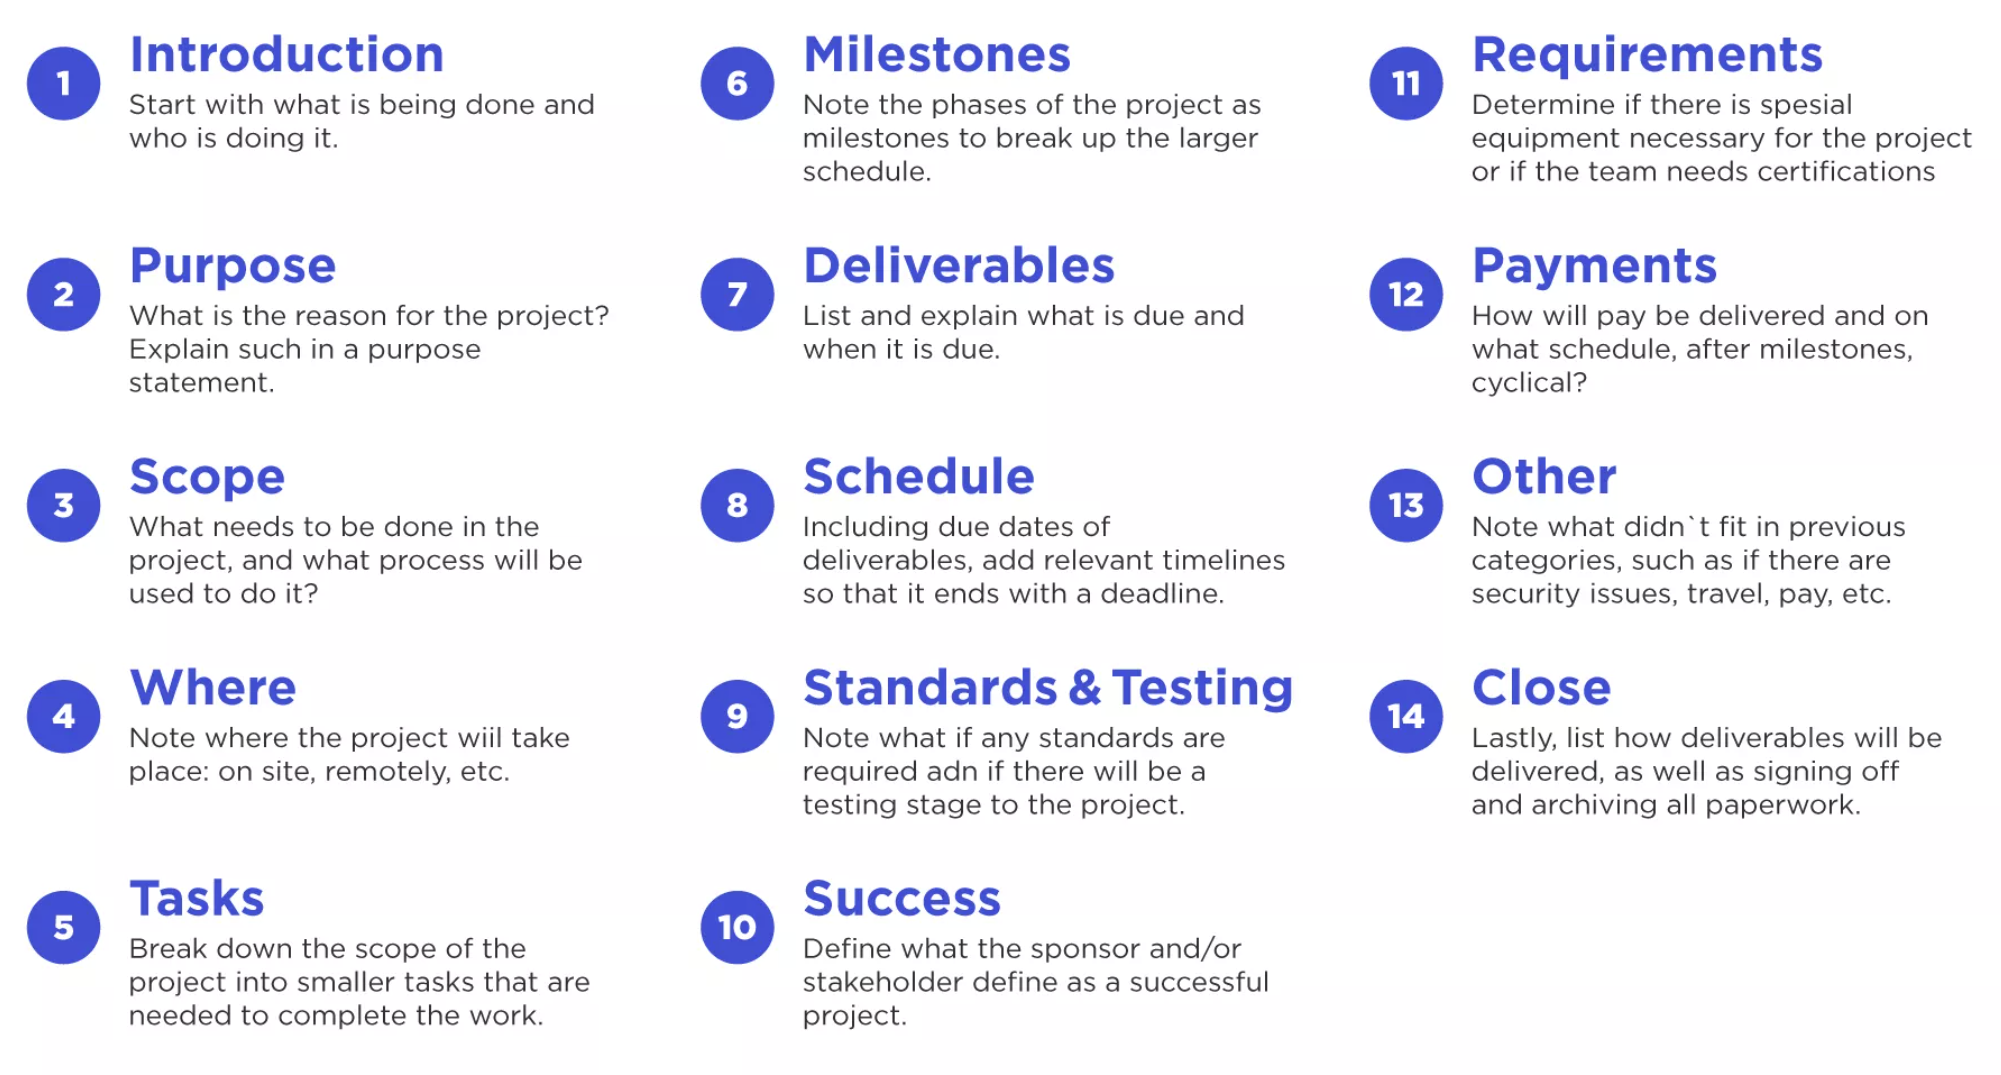 1
Introduction
Start with what is being done and
who is doing it.
2
Purpose
What is the reason for the project?
Explain such in a purpose
statement.
3
Scope
What needs to be done in the
project, and what process will be
used to do it?
4
Where
Note where the project wiil take
place: on site, remotely, etc.
5
Tasks
Break down the scope of the
project into smaller tasks that are
needed to complete the work.
6
Milestones
Note the phases of the project as
milestones to break up the larger
schedule.
7
Deliverables
List and explain what is due and
when it is due.
8
Schedule
Including due dates of
deliverables, add relevant timelines
so that it ends with a deadline.
9
Standards & Testing
Note what if any standards are
required adn if there will be a
testing stage to the project.
10
Success
Define what the sponsor and/or
stakeholder define as a successful
project.
11
Requirements
Determine if there is spesial
equipment necessary for the project
or if the team needs certifications
12
Payments
How will pay be delivered and on
what schedule, after milestones,
cyclical?
13
Other
Note what didn`t fit in previous
categories, such as if there are
security issues, travel, pay, etc.
14
Close
Lastly, list how deliverables will be
delivered, as well as signing off
and archiving all paperwork.